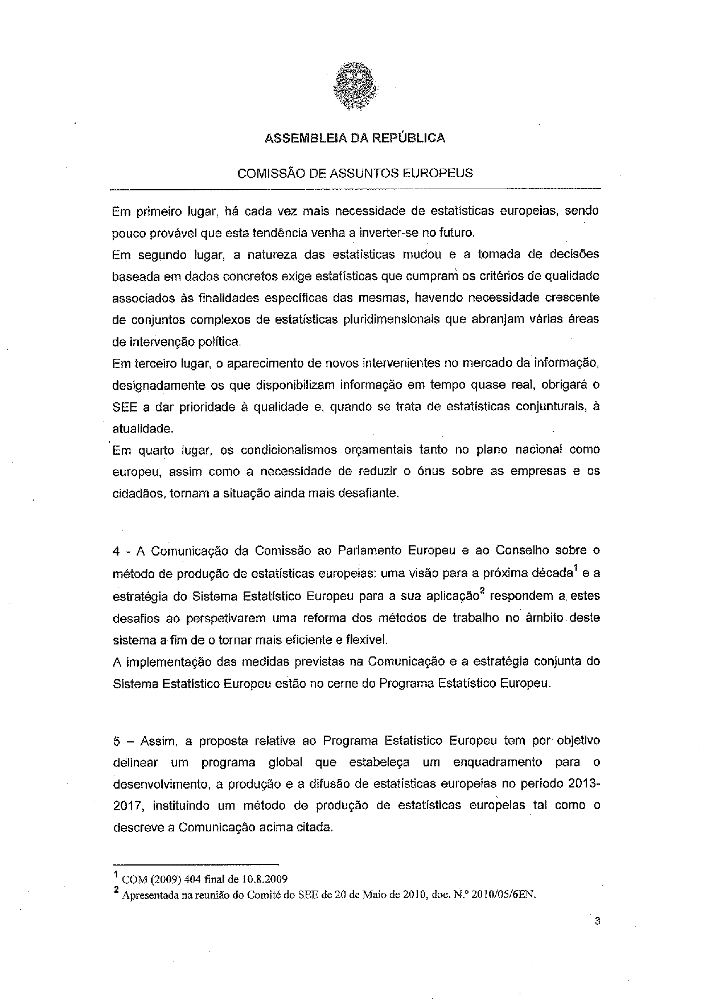 ASSEMBLEIA DA REPÚBLICA
COMISSÃO DE ASSUNTOS EUROPEUS
Em primeiro lugar, há cada vez mais necessidade de estatísticas europeias, sendo
pouco provável que esta tendência venha a inverter-se no futuro.
Em segundo lugar, a natureza das estatísticas mudou e a tomada de decisões
baseada em dados concretos exige estatísticas que cumpram os critérios de qualidade
associados às finalidades específicas das mesmas, havendo necessidade crescente
de conjuntos complexos de estatísticas pluridimensionais que abranjam várias áreas
de intervenção política.
Em terceiro lugar, o aparecimento de novos intervenientes no mercado da informação,
designadamente os que disponibilizam informação em tempo quase real, obrigará o
SEE a dar prioridade à qualidade e, quando se trata de estatísticas conjunturais, à
atualidade.
Em quarto lugar, os condicionalismos orçamentais tanto no plano nacional como
europeu, assim como a necessidade de reduzir o ónus sobre as empresas e os
cidadãos, tornam a situação ainda mais desafiante.
4 - A Comunicação da Comissão ao Parlamento Europeu e ao Conselho sobre o
método de produção de estatísticas europeias: uma visão para a próxima década¹ e a
estratégia do Sistema Estatístico Europeu para a sua aplicação² respondem a estes
desafios ao perspetivarem uma reforma dos métodos de trabalho no âmbito deste
sistema a fim de o tornar mais eficiente e flexível.
A implementação das medidas previstas na Comunicação e a estratégia conjunta do
Sistema Estatístico Europeu estão no cerne do Programa Estatístico Europeu.
5 – Assim, a proposta relativa ao Programa Estatístico Europeu tem por objetivo
delinear um programa global que estabeleça um enquadramento para o
desenvolvimento, a produção e a difusão de estatísticas europeias no período 2013-
2017, instituindo um método de produção de estatísticas europeias tal como o
descreve a Comunicação acima citada.
¹ COM (2009) 404 final de 10.8.2009
² Apresentada na reunião do Comité do SEE de 20 de Maio de 2010, doc. N.º 2010/05/6EN.
3